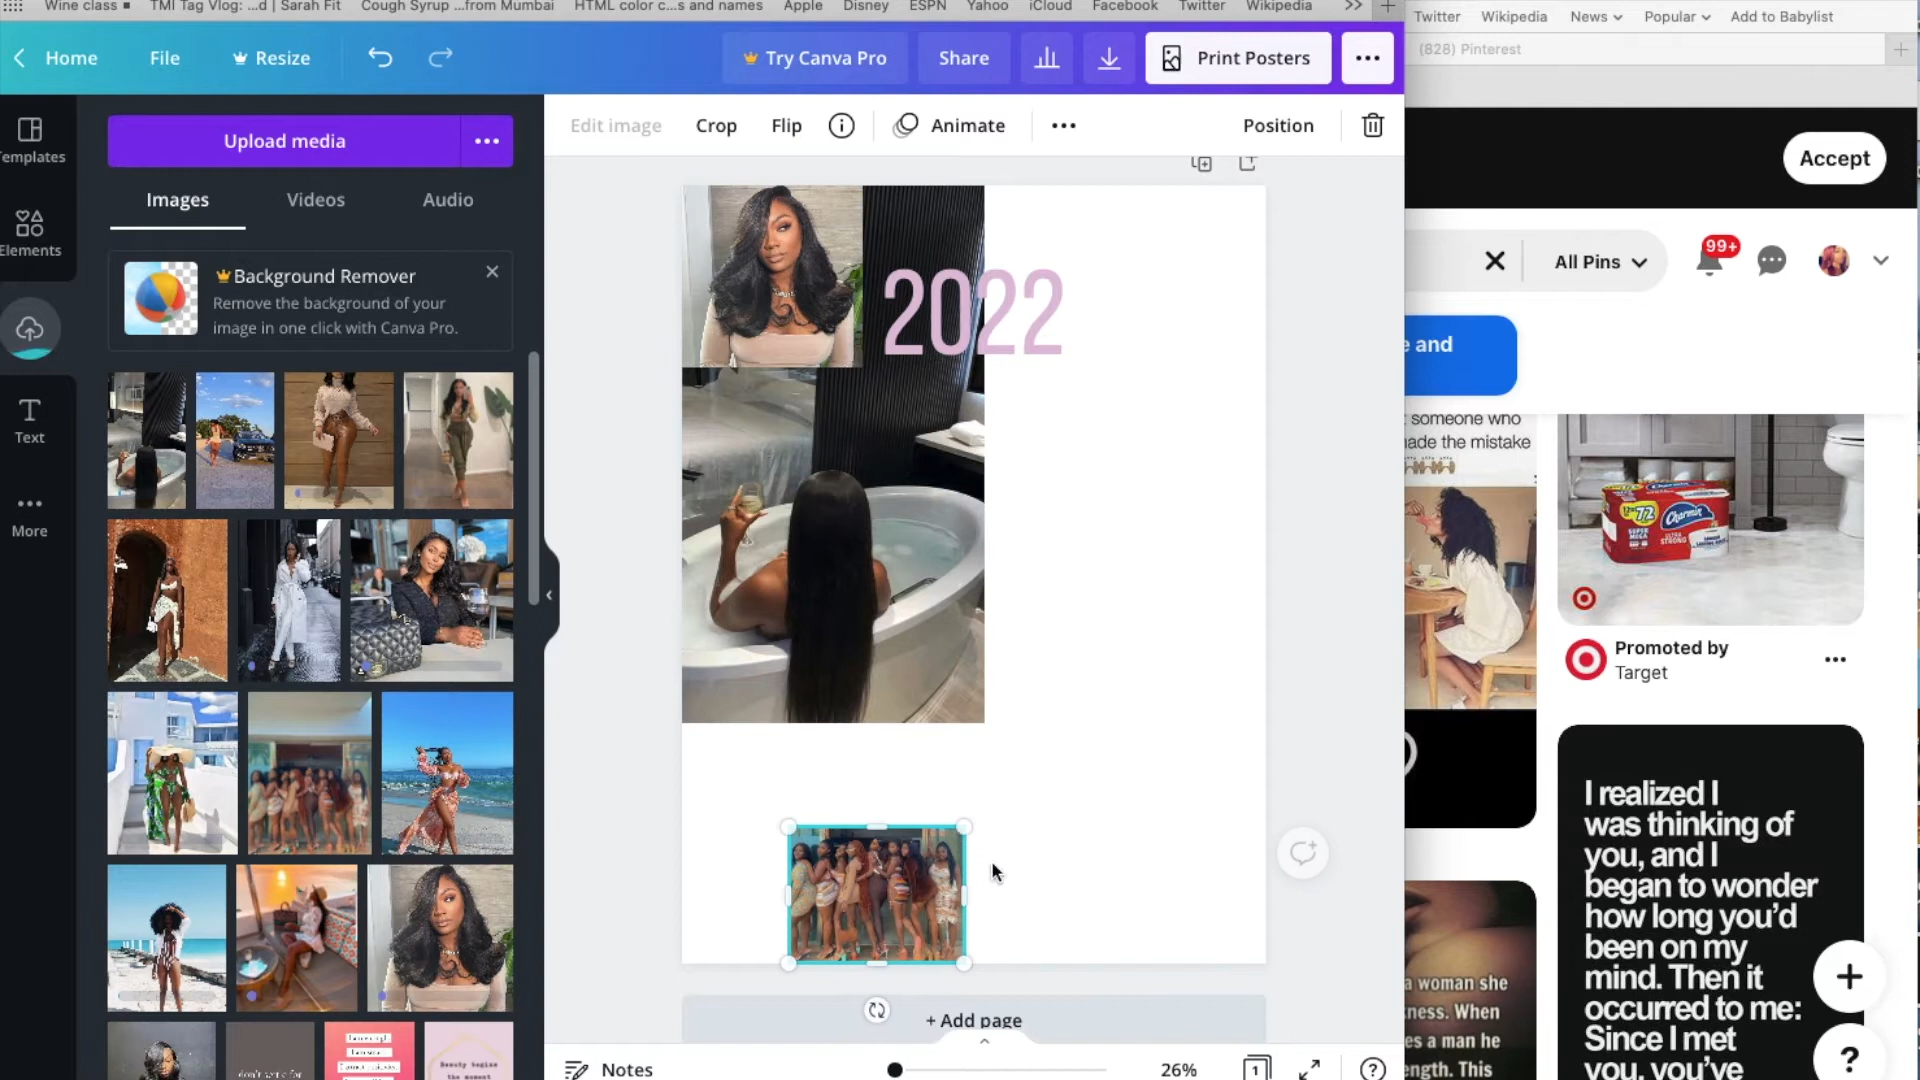 Wine class
TMI Tag Vlog: ...d | Sarah Fit
Cough Syrup ...from Mumbai
HTML color c...s and names
Apple
Disney
ESPN
Yahoo
iCloud
Facebook
Twitter
Wikipedia
Twitter
Wikipedia
News
Popular
Add to Babylist
(828) Pinterest
Home
File
Resize
Try Canva Pro
Share
Print Posters
Edit image
Crop
Flip
Animate
Position
Templates
Elements
Text
More
Upload media
Images
Videos
Audio
Background Remover
Remove the background of your
image in one click with Canva Pro.
2022
+ Add page
Notes
26%
1
?
Accept
All Pins
99+
e and
someone who
ade the mistake
Charmin
Promoted by
Target
I realized I
was thinking of
you, and I
began to wonder
how long you'd
been on my
mind. Then it
occurred to me:
Since I met
you, you've
a woman she
ness. When
es a man he
ength. This
+
?